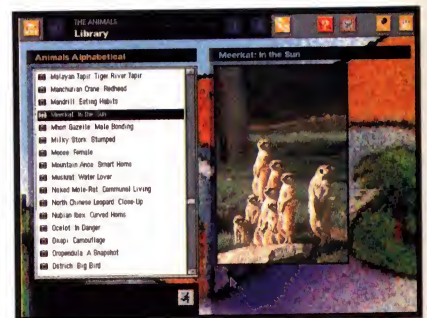 THE ANIMALS
Library
Animals Alphabetical
Malayan Tapir Tiger River Tapir
Manchurian Crane Redhead
Mandrill Eating Habits
Meerkat In the Sun
Mhorr Gazelle Male Bonding
Milky Stork Stumped
Moose Female
Mountain Anoa Smart Horns
Muskrat Water Lover
Naked Mole-Rat Communal Living
North Chinese Leopard Close-Up
Nubian Ibex Curved Horns
Ocelot In Danger
Okapi Camouflage
Oropendula A Snapshot
Ostrich Big Bird
Meerkat: In the Sun